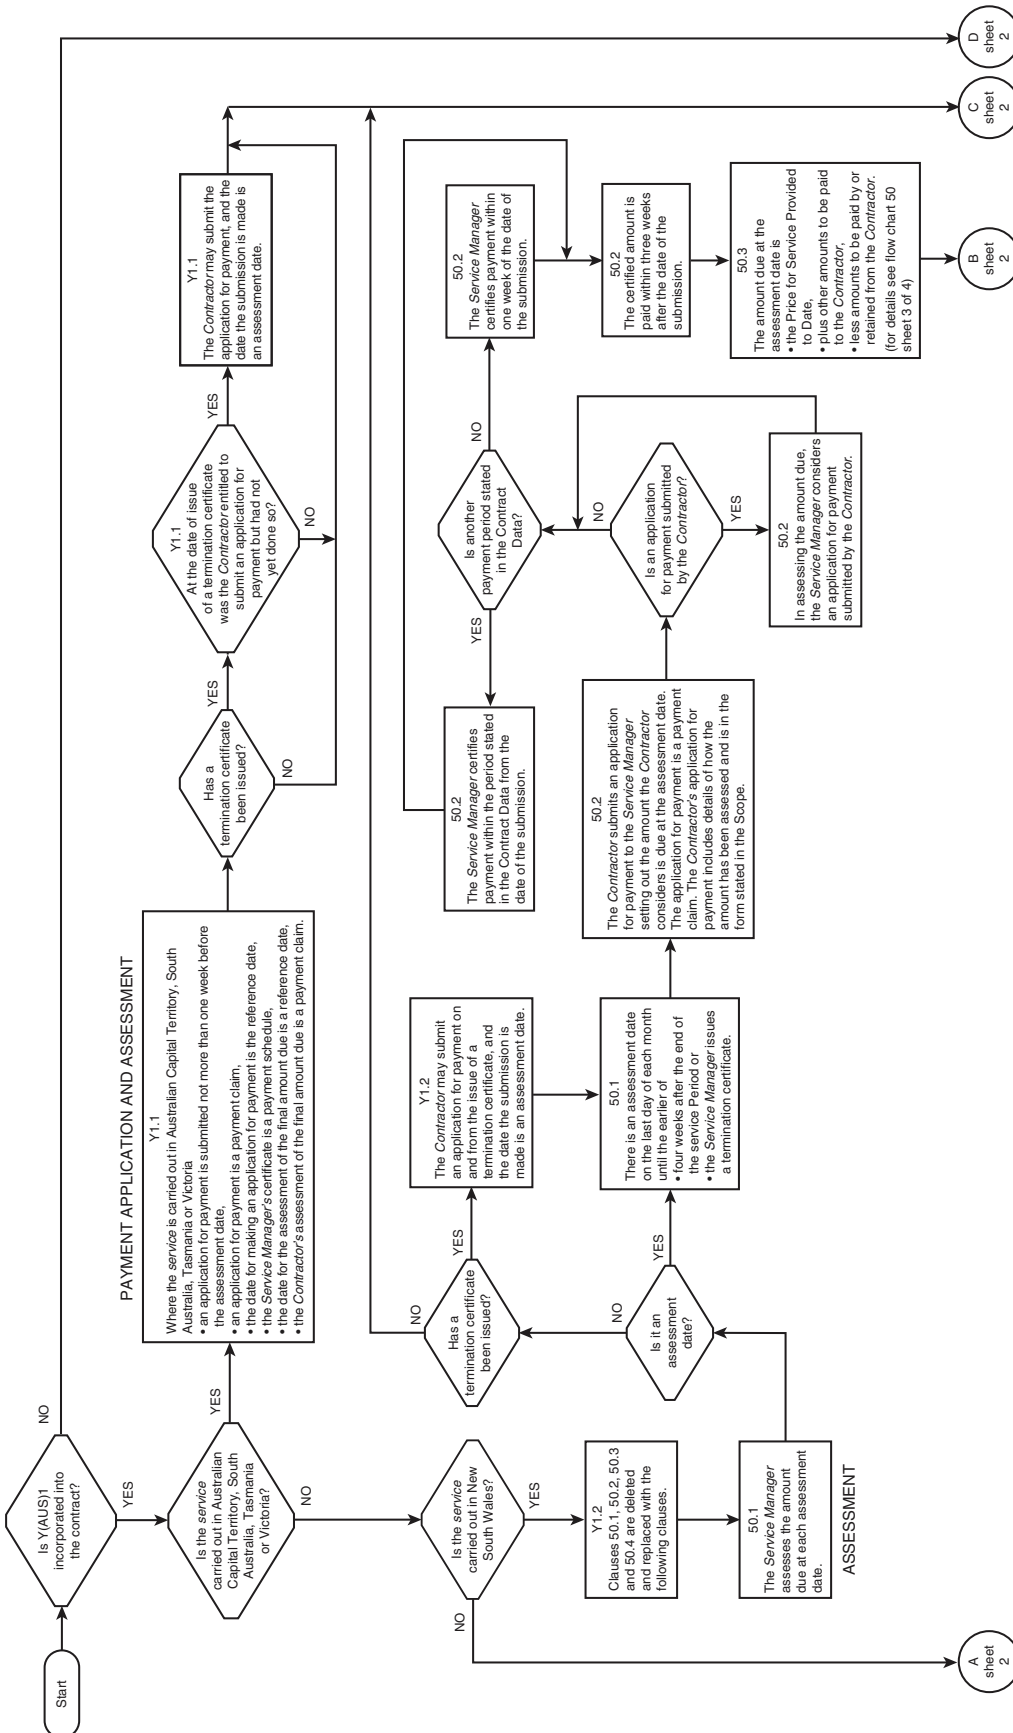 Start
Is Y(AUS)1
incorporated into
the contract?
NO
YES
D
sheet
2
PAYMENT APPLICATION AND ASSESSMENT
Is the service
carried out in Australian
Capital Territory, South
Australia, Tasmania
or Victoria?
YES
NO
Y1.1
Where the service is carried out in Australian Capital Territory, South
Australia, Tasmania or Victoria
• an application for payment is submitted not more than one week before
the assessment date,
• an application for payment is a payment claim,
• the date for making an application for payment is the reference date,
• the Service Manager's certificate is a payment schedule,
• the date for the assessment of the final amount due is a reference date,
• the Contractor's assessment of the final amount due is a payment claim.
Has a
termination certificate
been issued?
YES
NO
Y1.1
At the date of issue
of a termination certificate
was the Contractor entitled to
submit an application for
payment but had not
yet done so?
YES
NO
Y1.1
The Contractor may submit the
application for payment, and the
date the submission is made is
an assessment date.
C
sheet
2
Is the service
carried out in New
South Wales?
NO
YES
A
sheet
2
Y1.2
Clauses 50.1, 50.2, 50.3
and 50.4 are deleted
and replaced with the
following clauses.
50.1
The Service Manager
assesses the amount
due at each assessment
date.
ASSESSMENT
Is it an
assessment
date?
NO
YES
Has a
termination certificate
been issued?
NO
YES
Y1.2
The Contractor may submit
an application for payment on
and from the issue of a
termination certificate, and
the date the submission is
made is an assessment date.
50.1
There is an assessment date
on the last day of each month
until the earlier of
• four weeks after the end of
the service Period or
• the Service Manager issues
a termination certificate.
50.2
The Contractor submits an application
for payment to the Service Manager
setting out the amount the Contractor
considers is due at the assessment date.
The application for payment is a payment
claim. The Contractor's application for
payment includes details of how the
amount has been assessed and is in the
form stated in the Scope.
Is an application
for payment submitted
by the Contractor?
NO
YES
50.2
In assessing the amount due,
the Service Manager considers
an application for payment
submitted by the Contractor.
Is another
payment period stated
in the Contract
Data?
YES
NO
50.2
The Service Manager certifies
payment within the period stated
in the Contract Data from the
date of the submission.
50.2
The Service Manager
certifies payment within
one week of the date of
the submission.
50.2
The certified amount is
paid within three weeks
after the date of the
submission.
50.3
The amount due at the
assessment date is
• the Price for Service Provided
to Date,
• plus other amounts to be paid
to the Contractor,
• less amounts to be paid by or
retained from the Contractor.
(for details see flow chart 50
sheet 3 of 4)
B
sheet
2